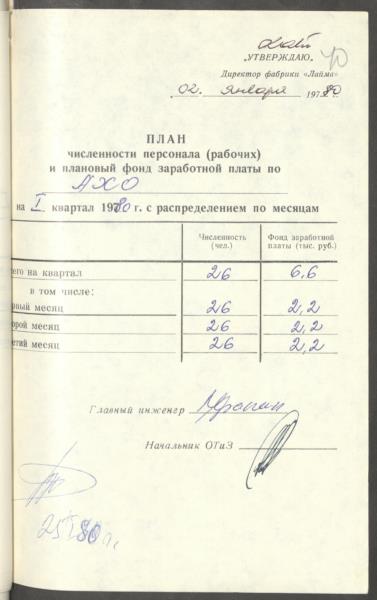 „УТВЕРЖДАЮ„
Директор фабрики «Лайма»
02. января 1980
ПЛАН
численности персонала (рабочих)
и плановый фонд заработной платы по
АХО
на I квартал 1980 г. с распределением по месяцам
Численность (чел.) Фонд заработной платы (тыс. руб.)
его на квартал 26 6,6
в том числе:
рвый месяц 26 2,2
орой месяц 26 2,2
етий месяц 26 2,2
Главный инженер
Начальник ОТиЗ